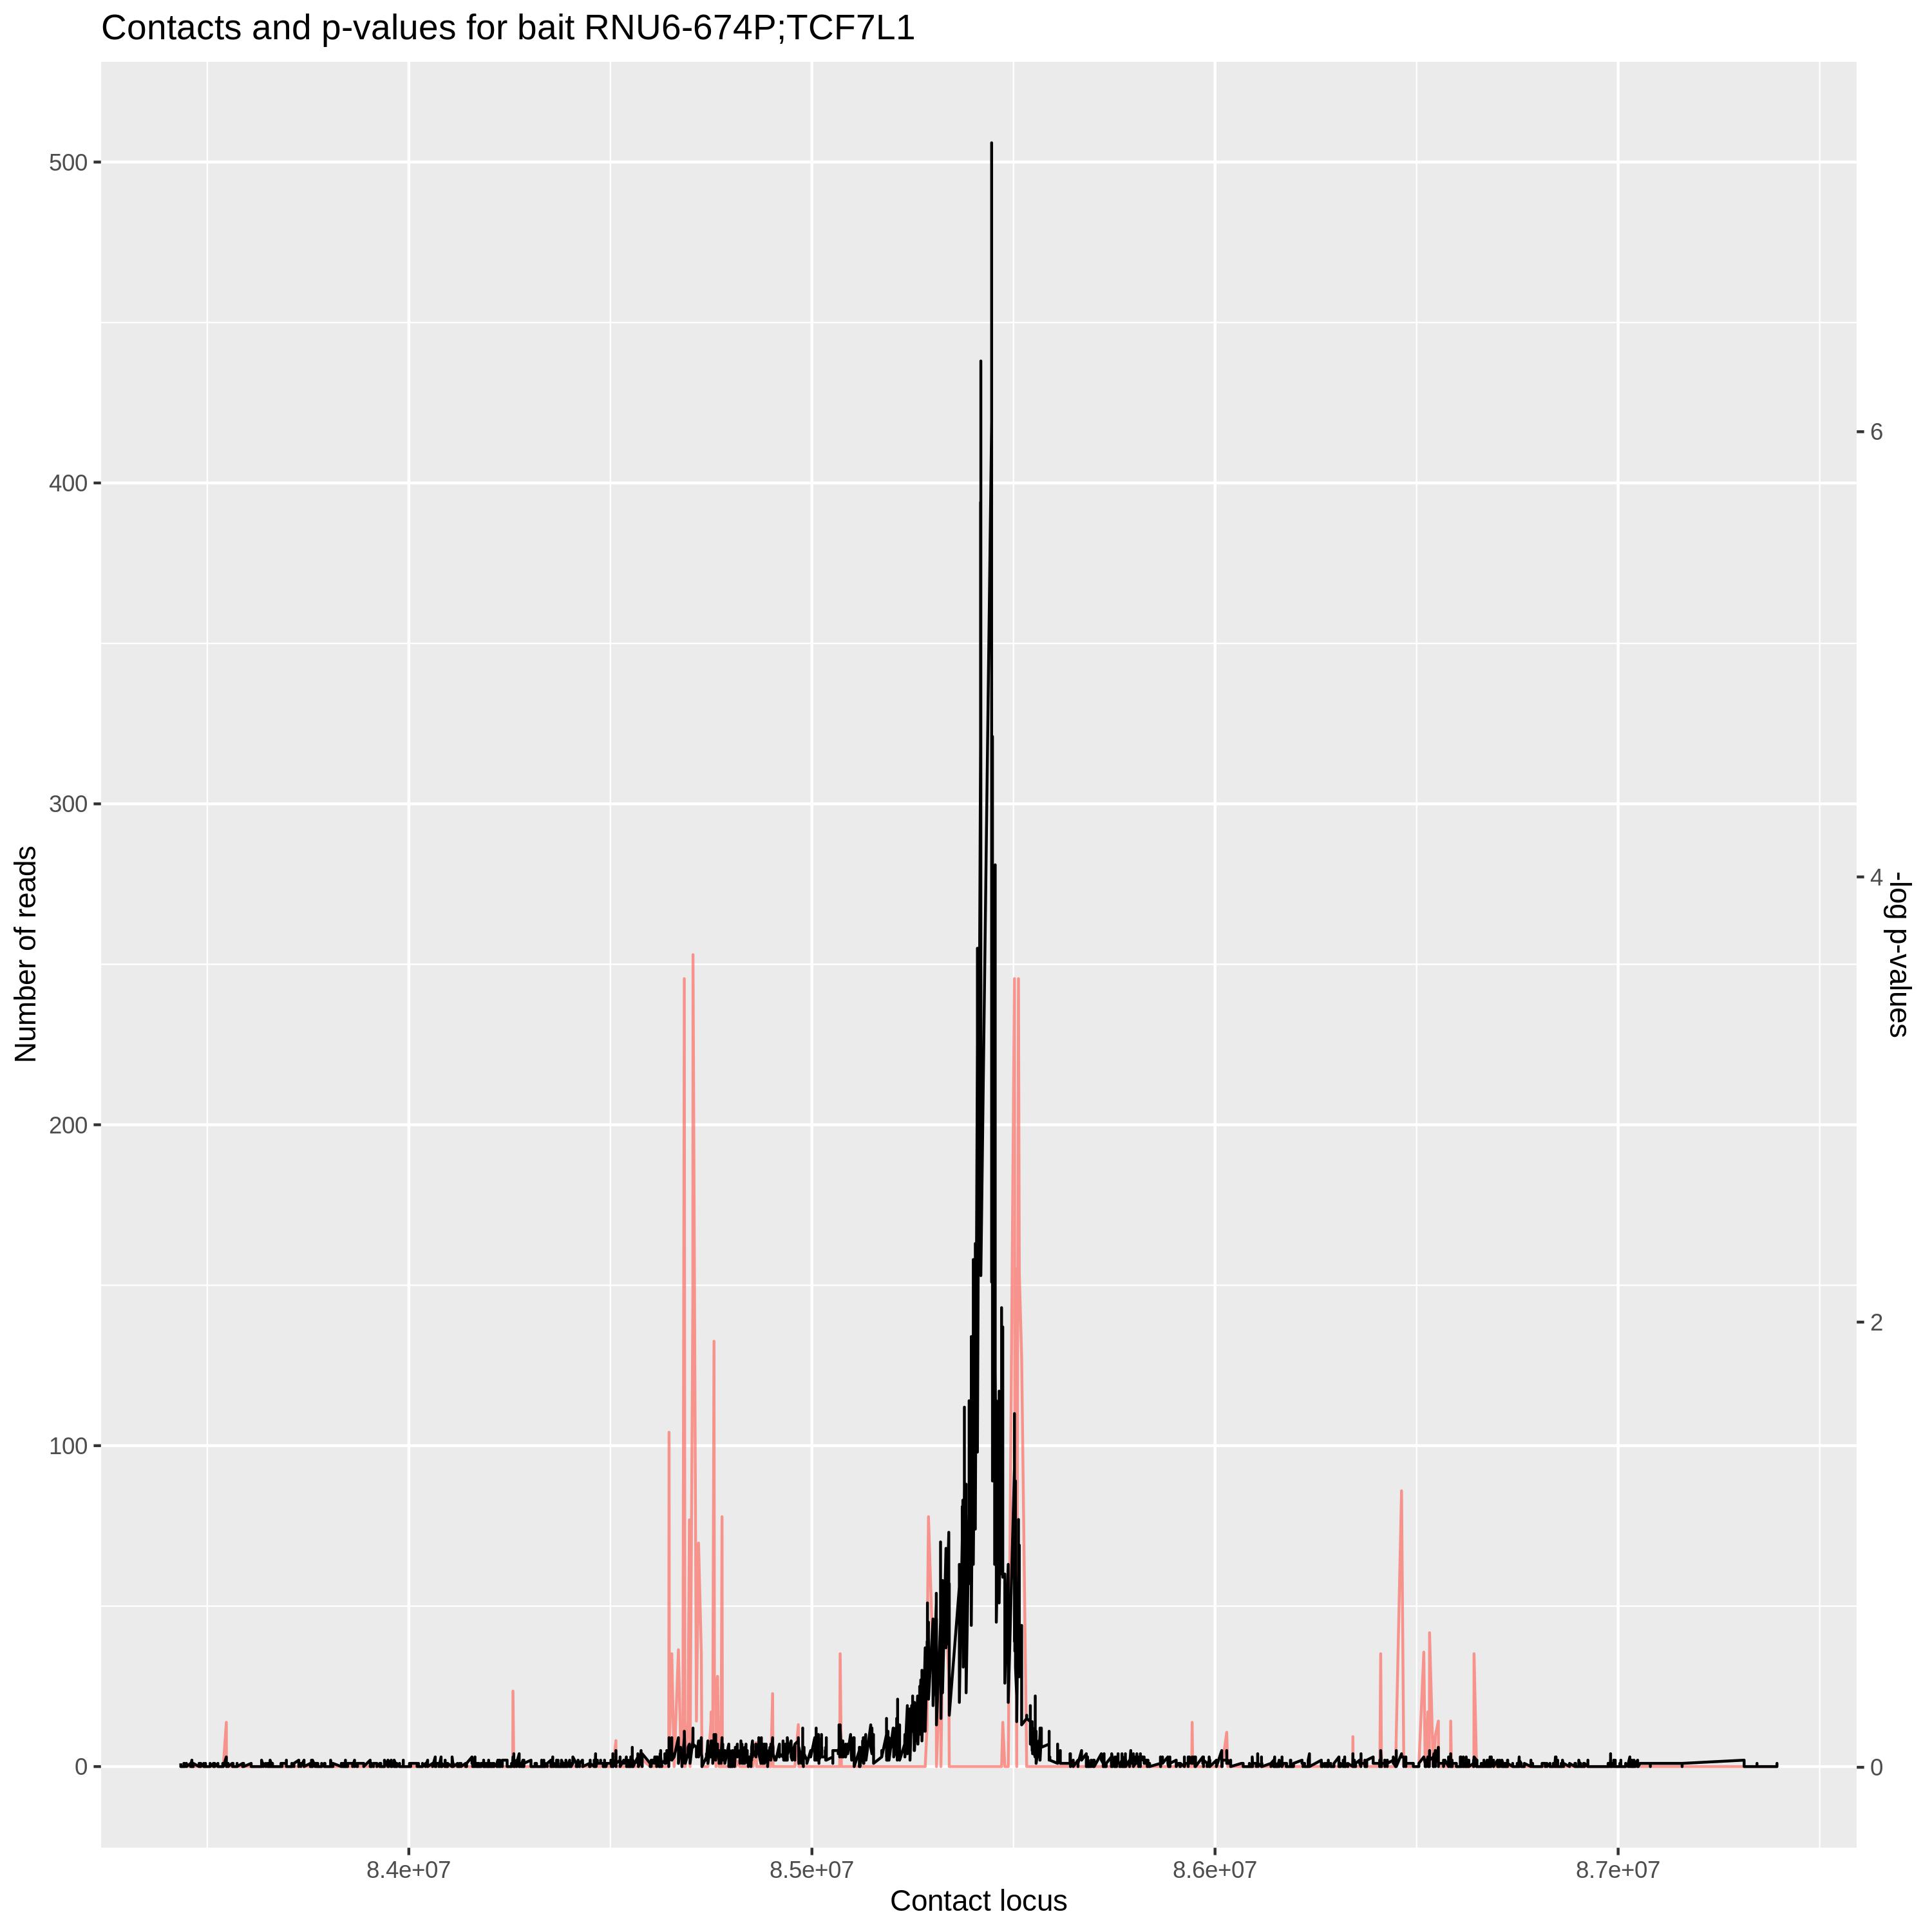 Contacts and p-values for bait RNU6-674P;TCF7L1
500
400
300
200
100
0
Number of reads
6
4
2
0
-log p-values
8.4e+07
8.5e+07
8.6e+07
8.7e+07
Contact locus